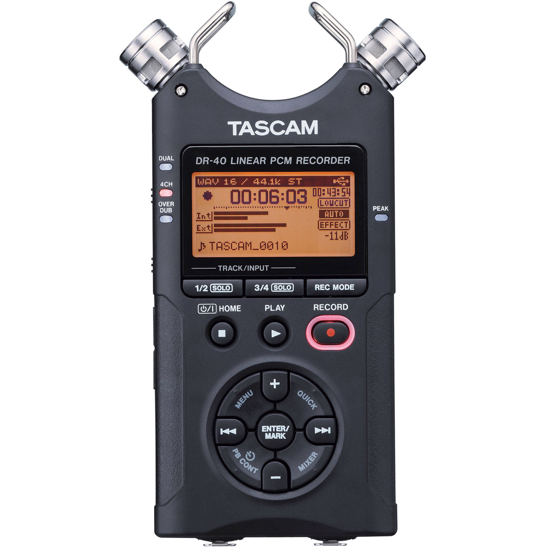 TASCAM
DR-40 LINEAR PCM RECORDER
DUAL
4CH
OVER
DUB
PEAK
WAV 16 / 44.1k ST
00:06:03
00:43:54
LOWCUT
Int
AUTO
Ext
EFFECT
-11dB
TASCAM_0010
TRACK/INPUT
1/2 SOLO
3/4 SOLO
REC MODE
HOME
PLAY
RECORD
MENU
+
QUICK
ENTER/
MARK
PB CONT
−
MIXER